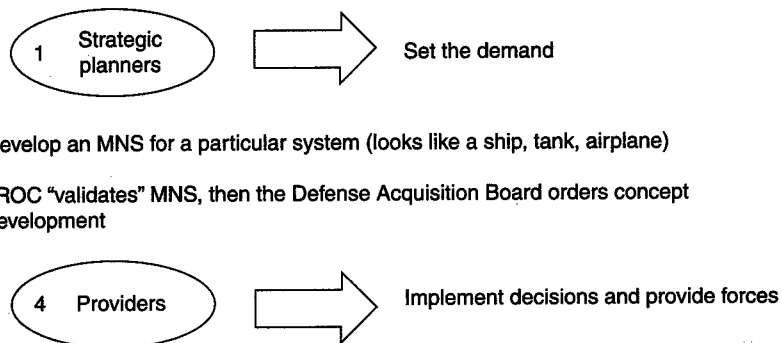 1 Strategic planners
Set the demand
evelop an MNS for a particular system (looks like a ship, tank, airplane)
ROC "validates" MNS, then the Defense Acquisition Board orders concept
evelopment
4 Providers
Implement decisions and provide forces